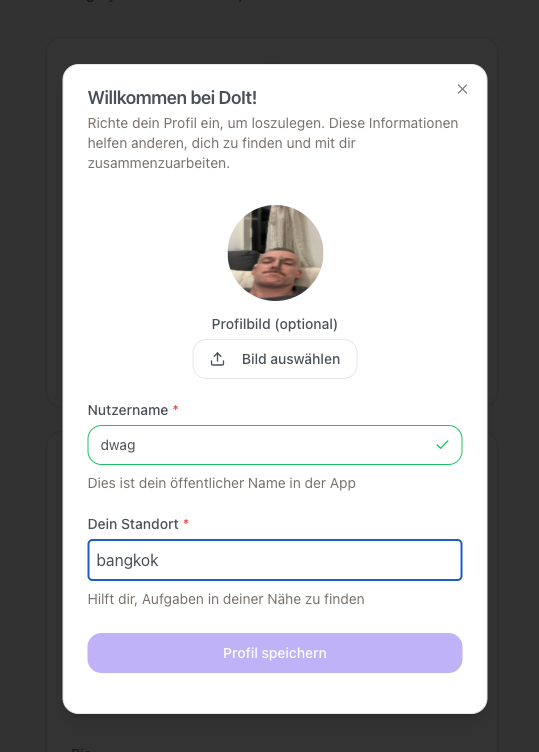 Willkommen bei DoIt!
Richte dein Profil ein, um loszulegen. Diese Informationen
helfen anderen, dich zu finden und mit dir
zusammenzuarbeiten.
Profilbild (optional)
Bild auswählen
Nutzername *
dwag
Dies ist dein öffentlicher Name in der App
Dein Standort *
bangkok
Hilft dir, Aufgaben in deiner Nähe zu finden
Profil speichern